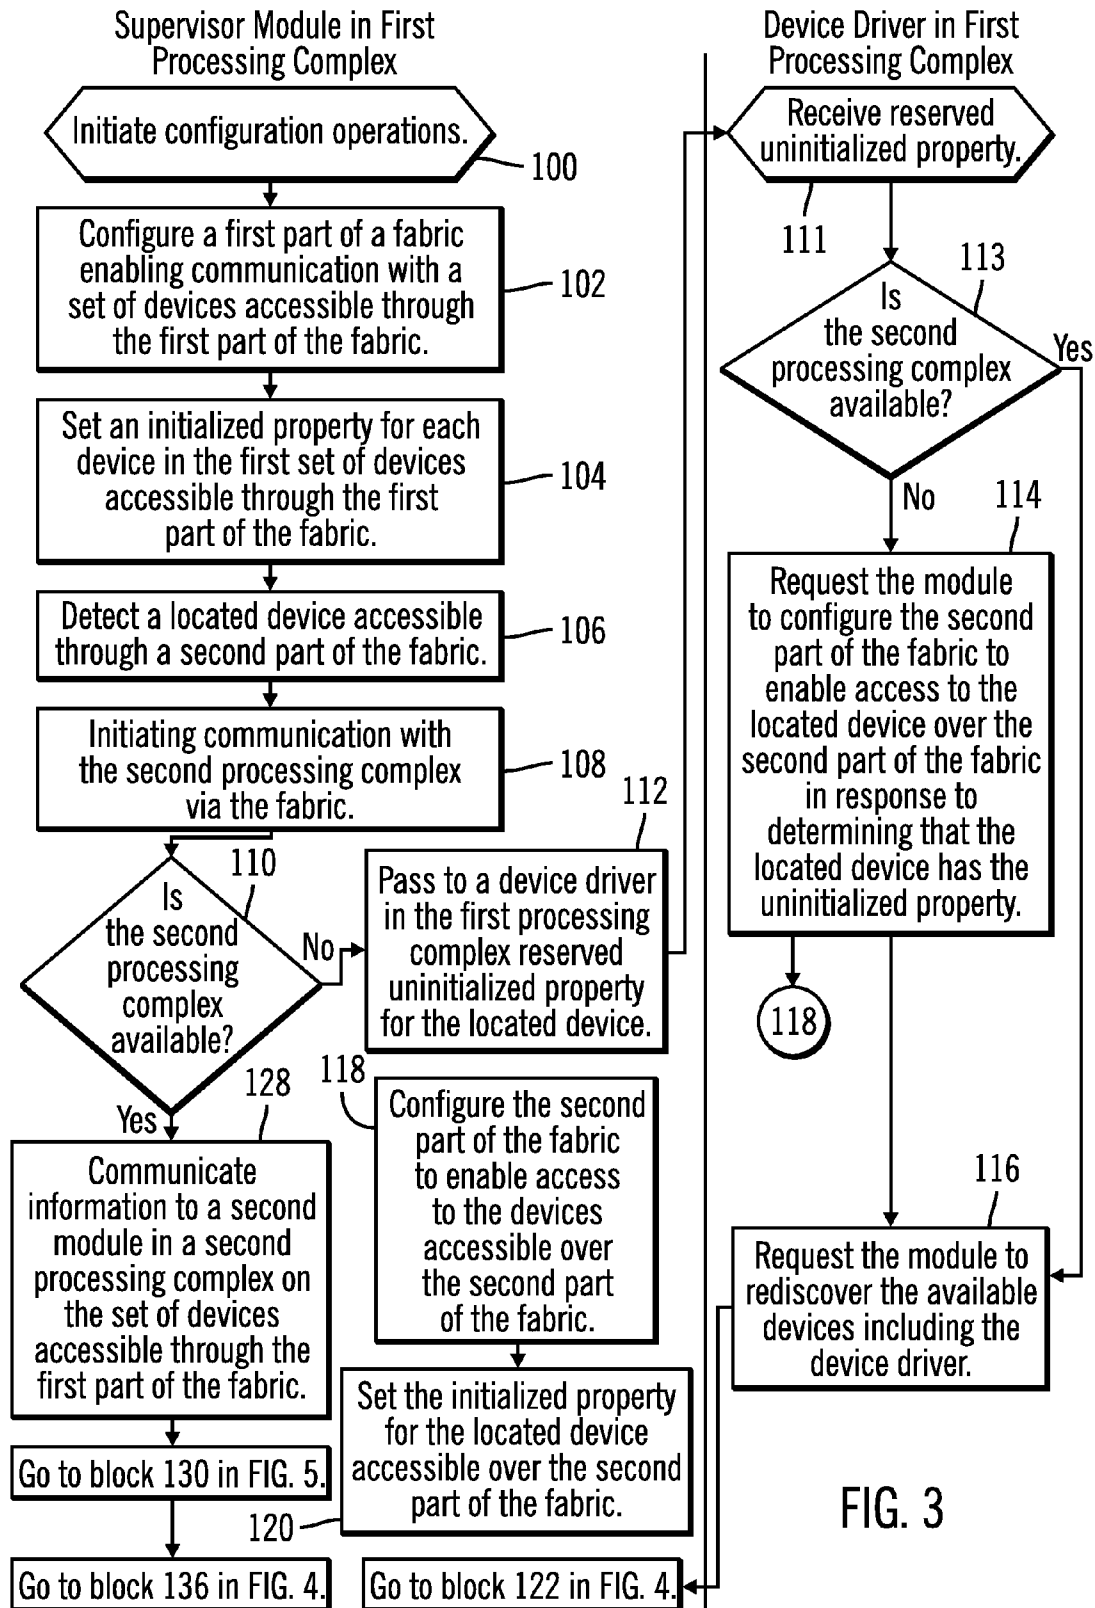 Supervisor Module in First
Processing Complex
Initiate configuration operations.
100
Configure a first part of a fabric
enabling communication with a
set of devices accessible through
the first part of the fabric.
102
Set an initialized property for each
device in the first set of devices
accessible through the first
part of the fabric.
104
Detect a located device accessible
through a second part of the fabric.
106
Initiating communication with
the second processing complex
via the fabric.
108
110
Is
the second
processing
complex
available?
No
Yes
112
Pass to a device driver
in the first processing
complex reserved
uninitialized property
for the located device.
128
Communicate
information to a second
module in a second
processing complex on
the set of devices
accessible through the
first part of the fabric.
Go to block 130 in FIG. 5.
Go to block 136 in FIG. 4.
118
Configure the second
part of the fabric
to enable access
to the devices
accessible over
the second part
of the fabric.
Set the initialized property
for the located device
accessible over the second
part of the fabric.
120
Go to block 122 in FIG. 4.
Device Driver in First
Processing Complex
Receive reserved
uninitialized property.
111
113
Is
the second
processing complex
available?
Yes
No
114
Request the module
to configure the second
part of the fabric to
enable access to the
located device over the
second part of the fabric
in response to
determining that the
located device has the
uninitialized property.
118
116
Request the module to
rediscover the available
devices including the
device driver.
FIG. 3